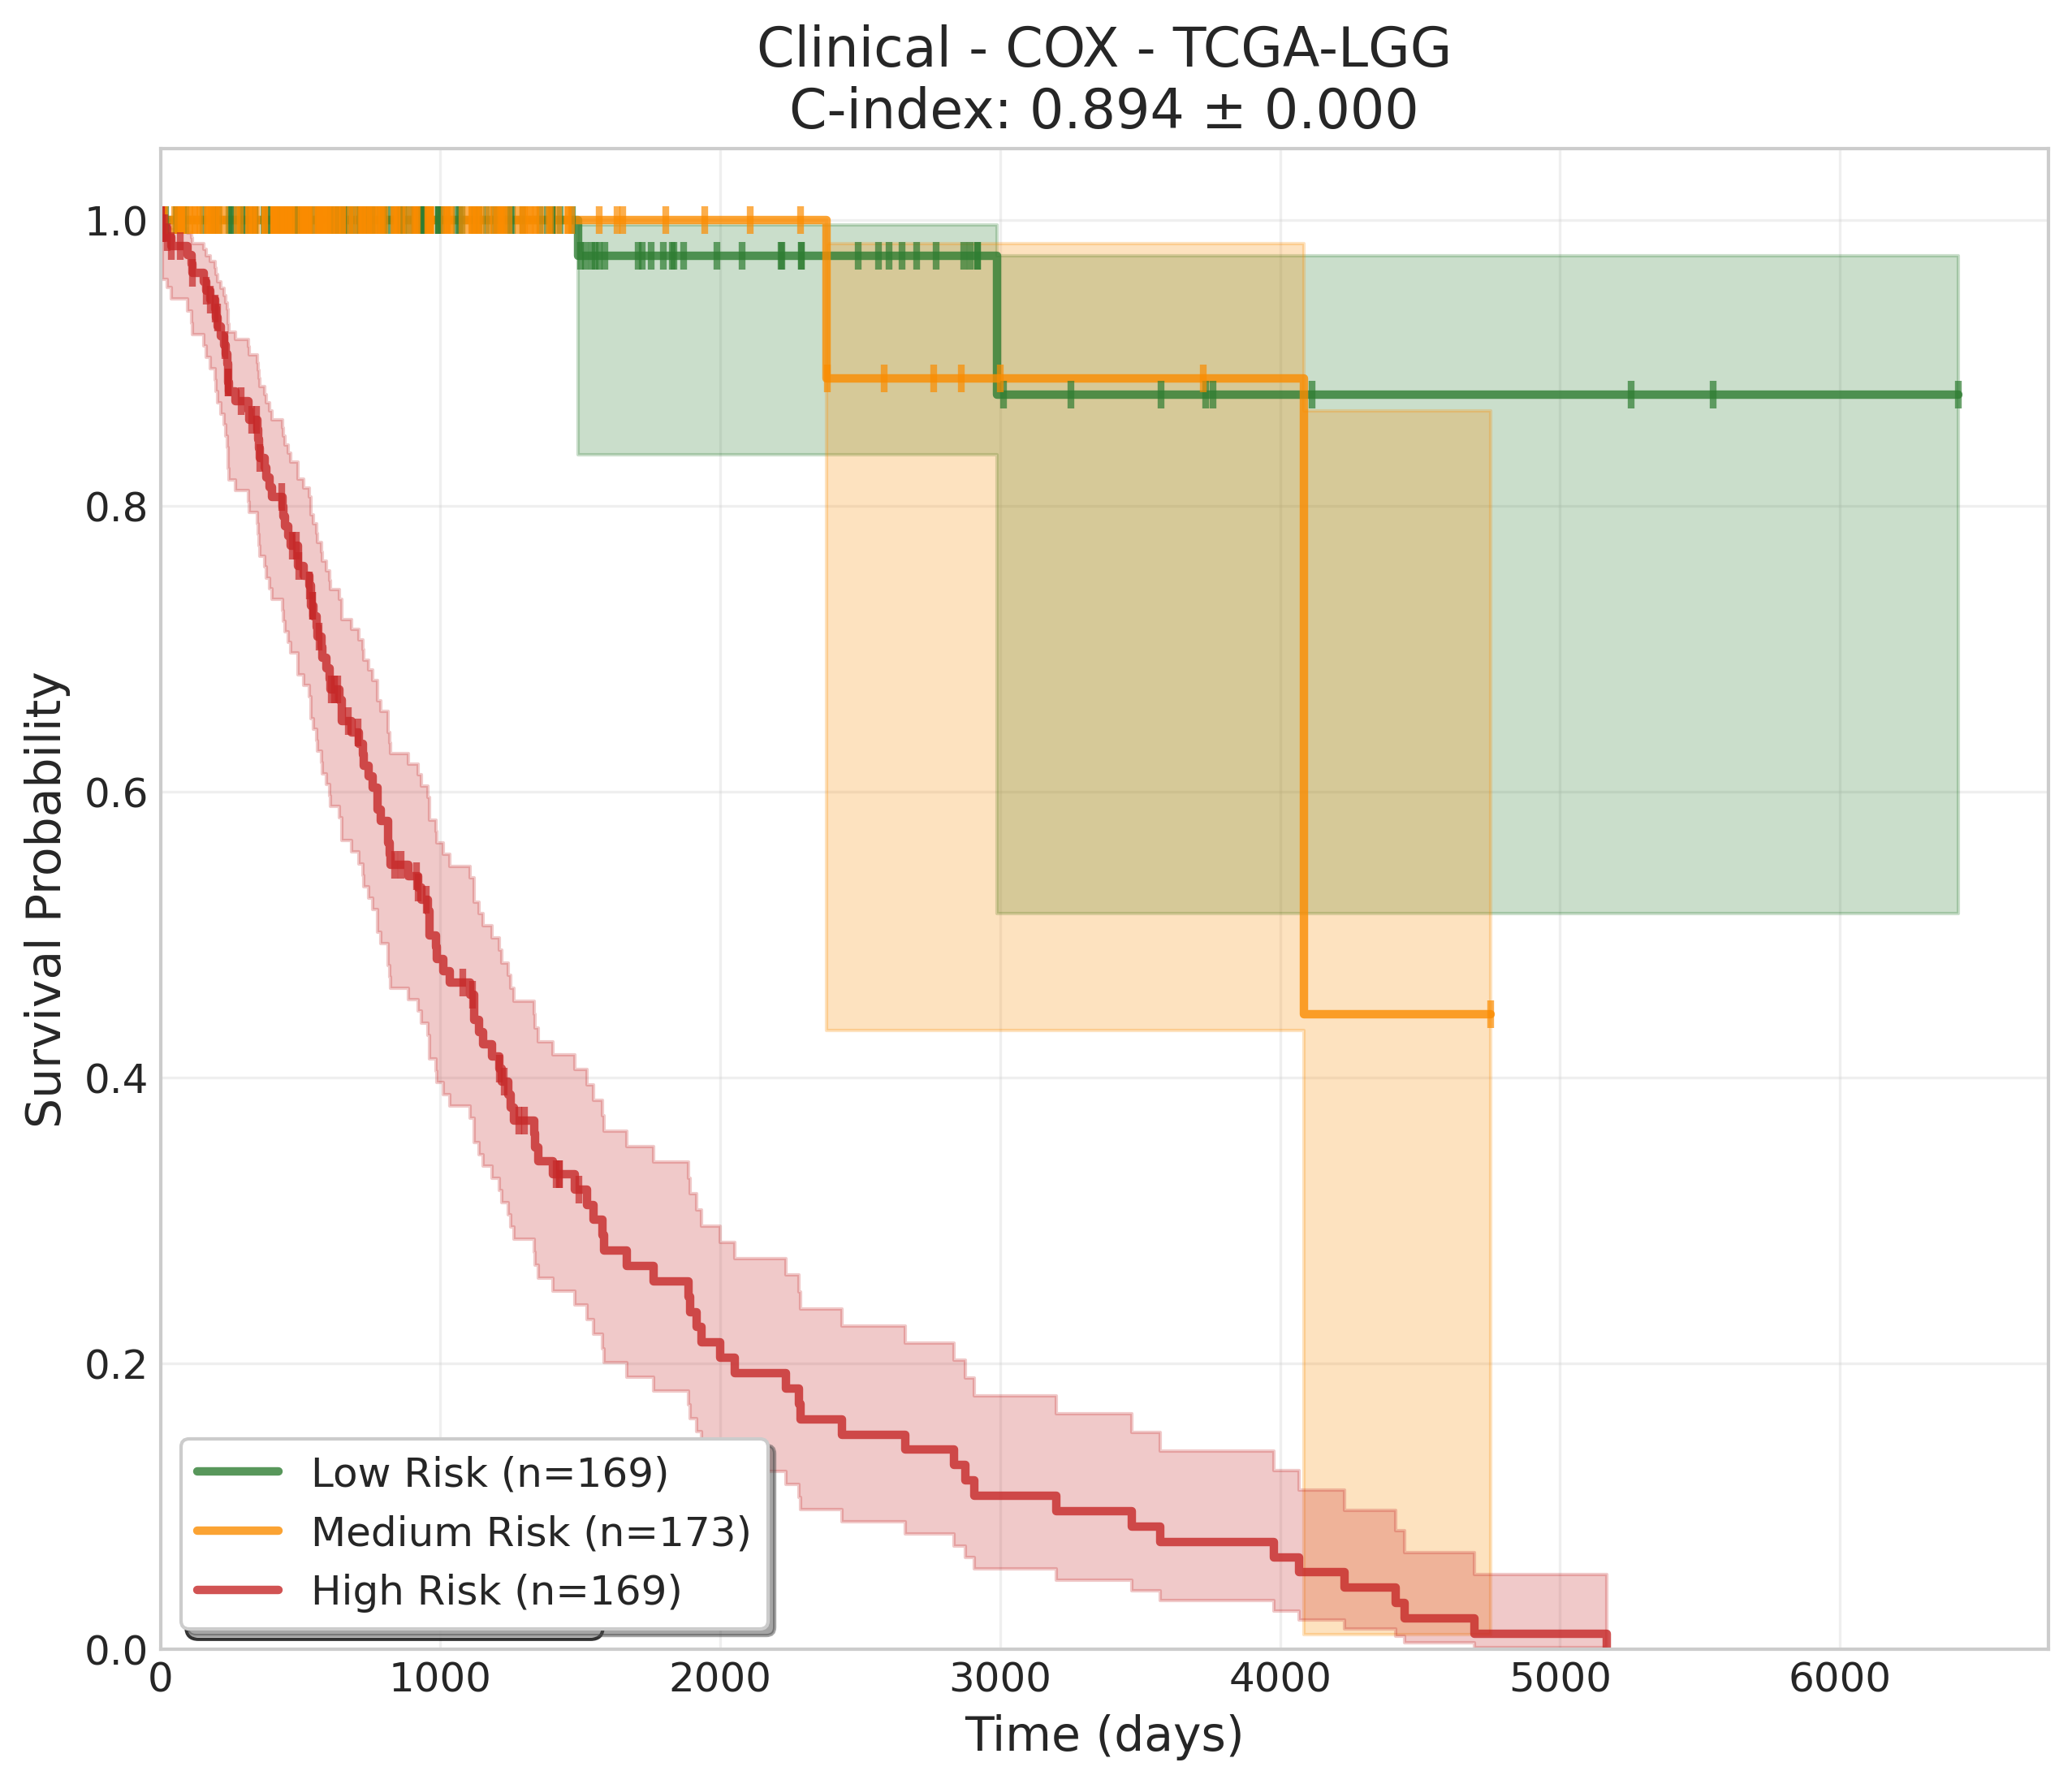 Clinical - COX - TCGA-LGG
C-index: 0.894 ± 0.000
Survival Probability
1.0
0.8
0.6
0.4
0.2
0.0
Low Risk (n=169)
Medium Risk (n=173)
High Risk (n=169)
0 1000 2000 3000 4000 5000 6000
Time (days)